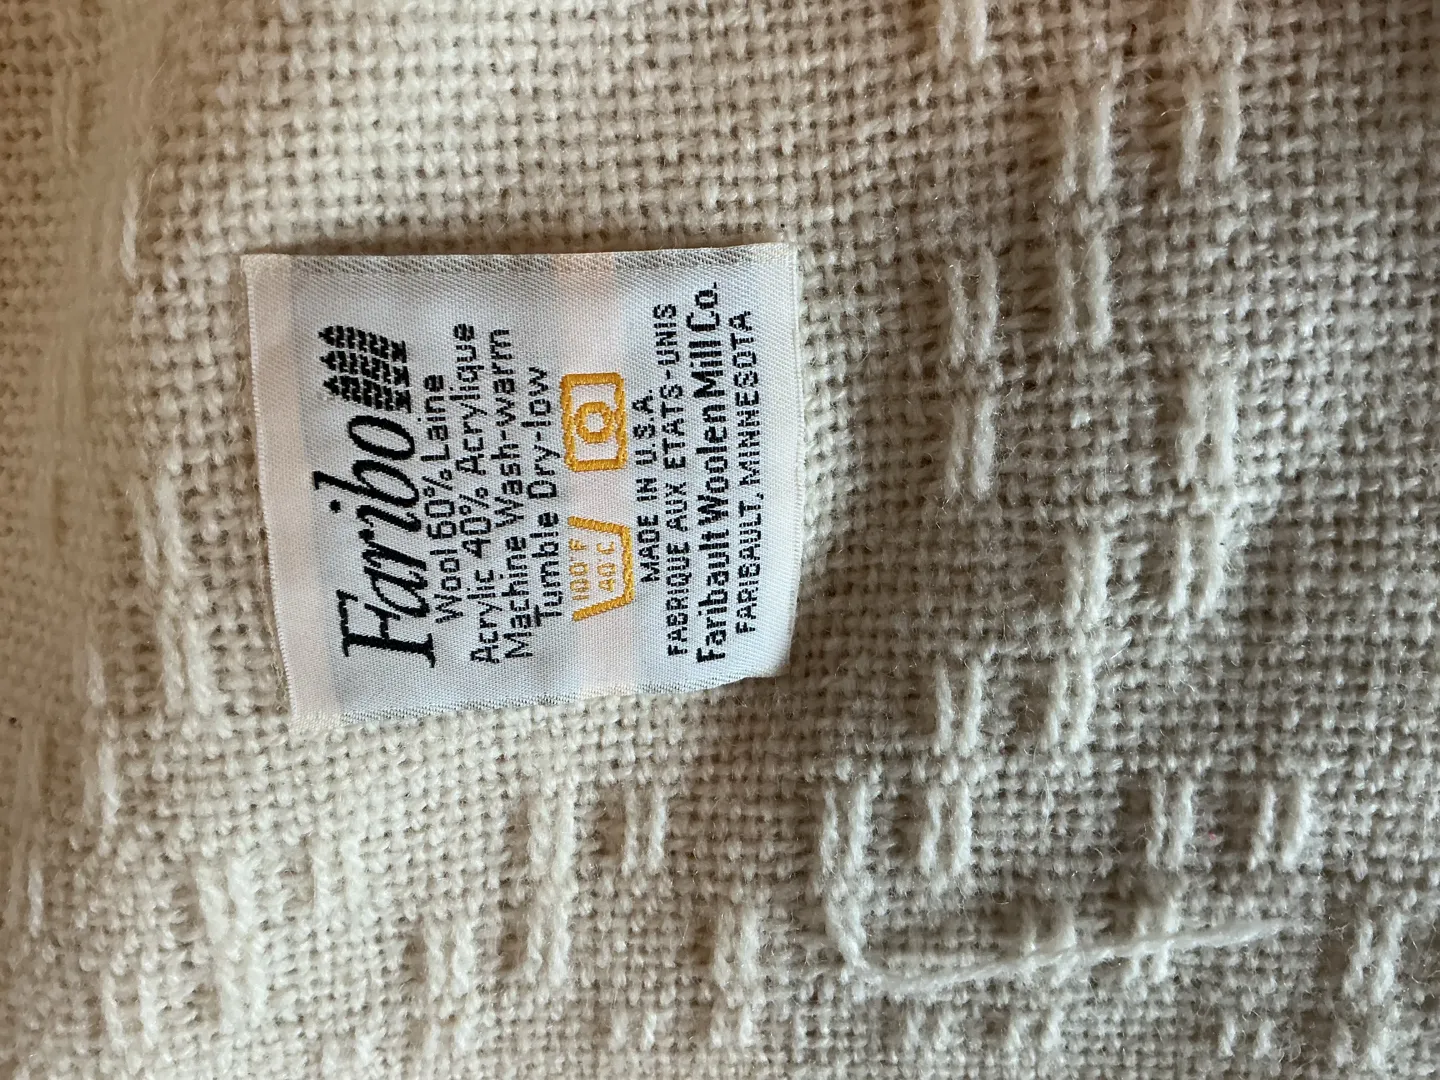 Faribo
Wool 60% Laine
Acrylic 40% Acrylique
Machine Wash-warm
Tumble Dry-low
100°F
40°C
MADE IN U.S.A.
FABRIQUE AUX ETATS-UNIS
Faribault Woolen Mill Co.
FARIBAULT, MINNESOTA